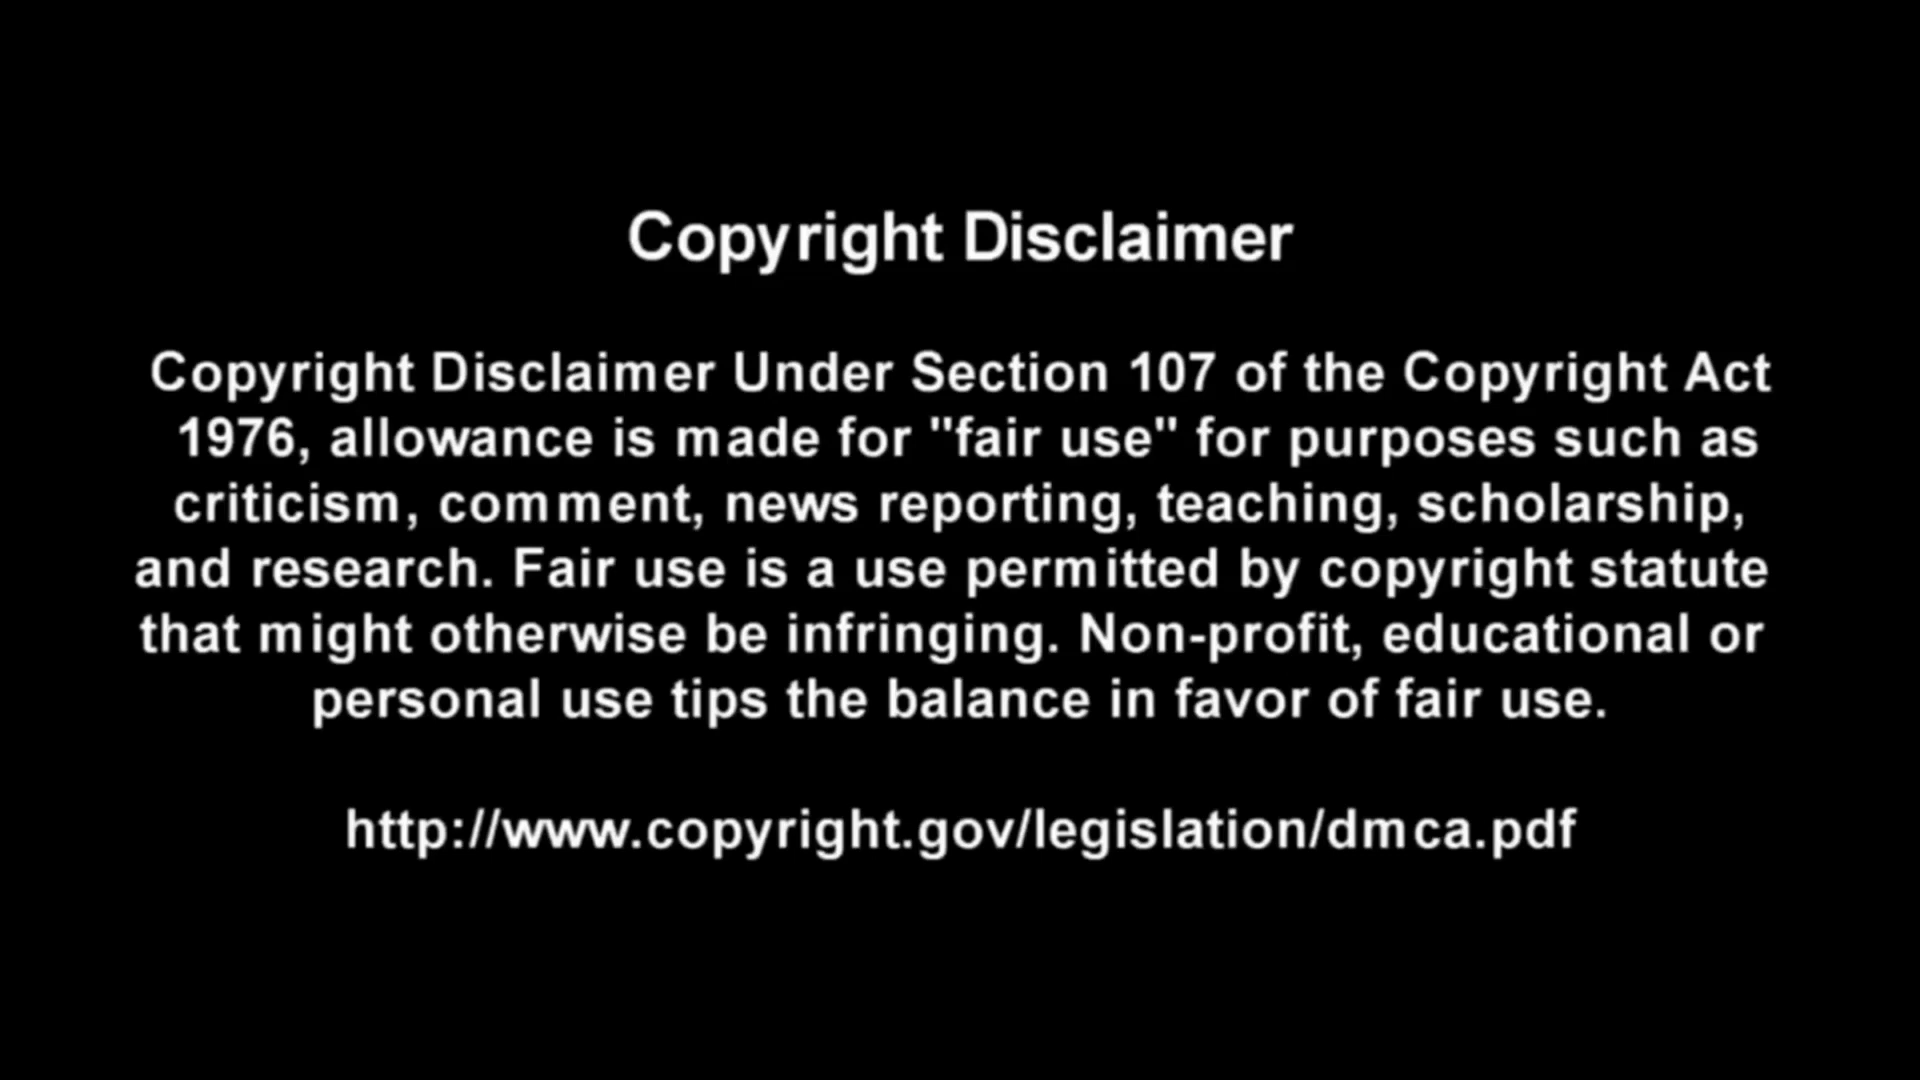 Copyright Disclaimer
Copyright Disclaimer Under Section 107 of the Copyright Act
1976, allowance is made for "fair use" for purposes such as
criticism, comment, news reporting, teaching, scholarship,
and research. Fair use is a use permitted by copyright statute
that might otherwise be infringing. Non-profit, educational or
personal use tips the balance in favor of fair use.
http://www.copyright.gov/legislation/dmca.pdf